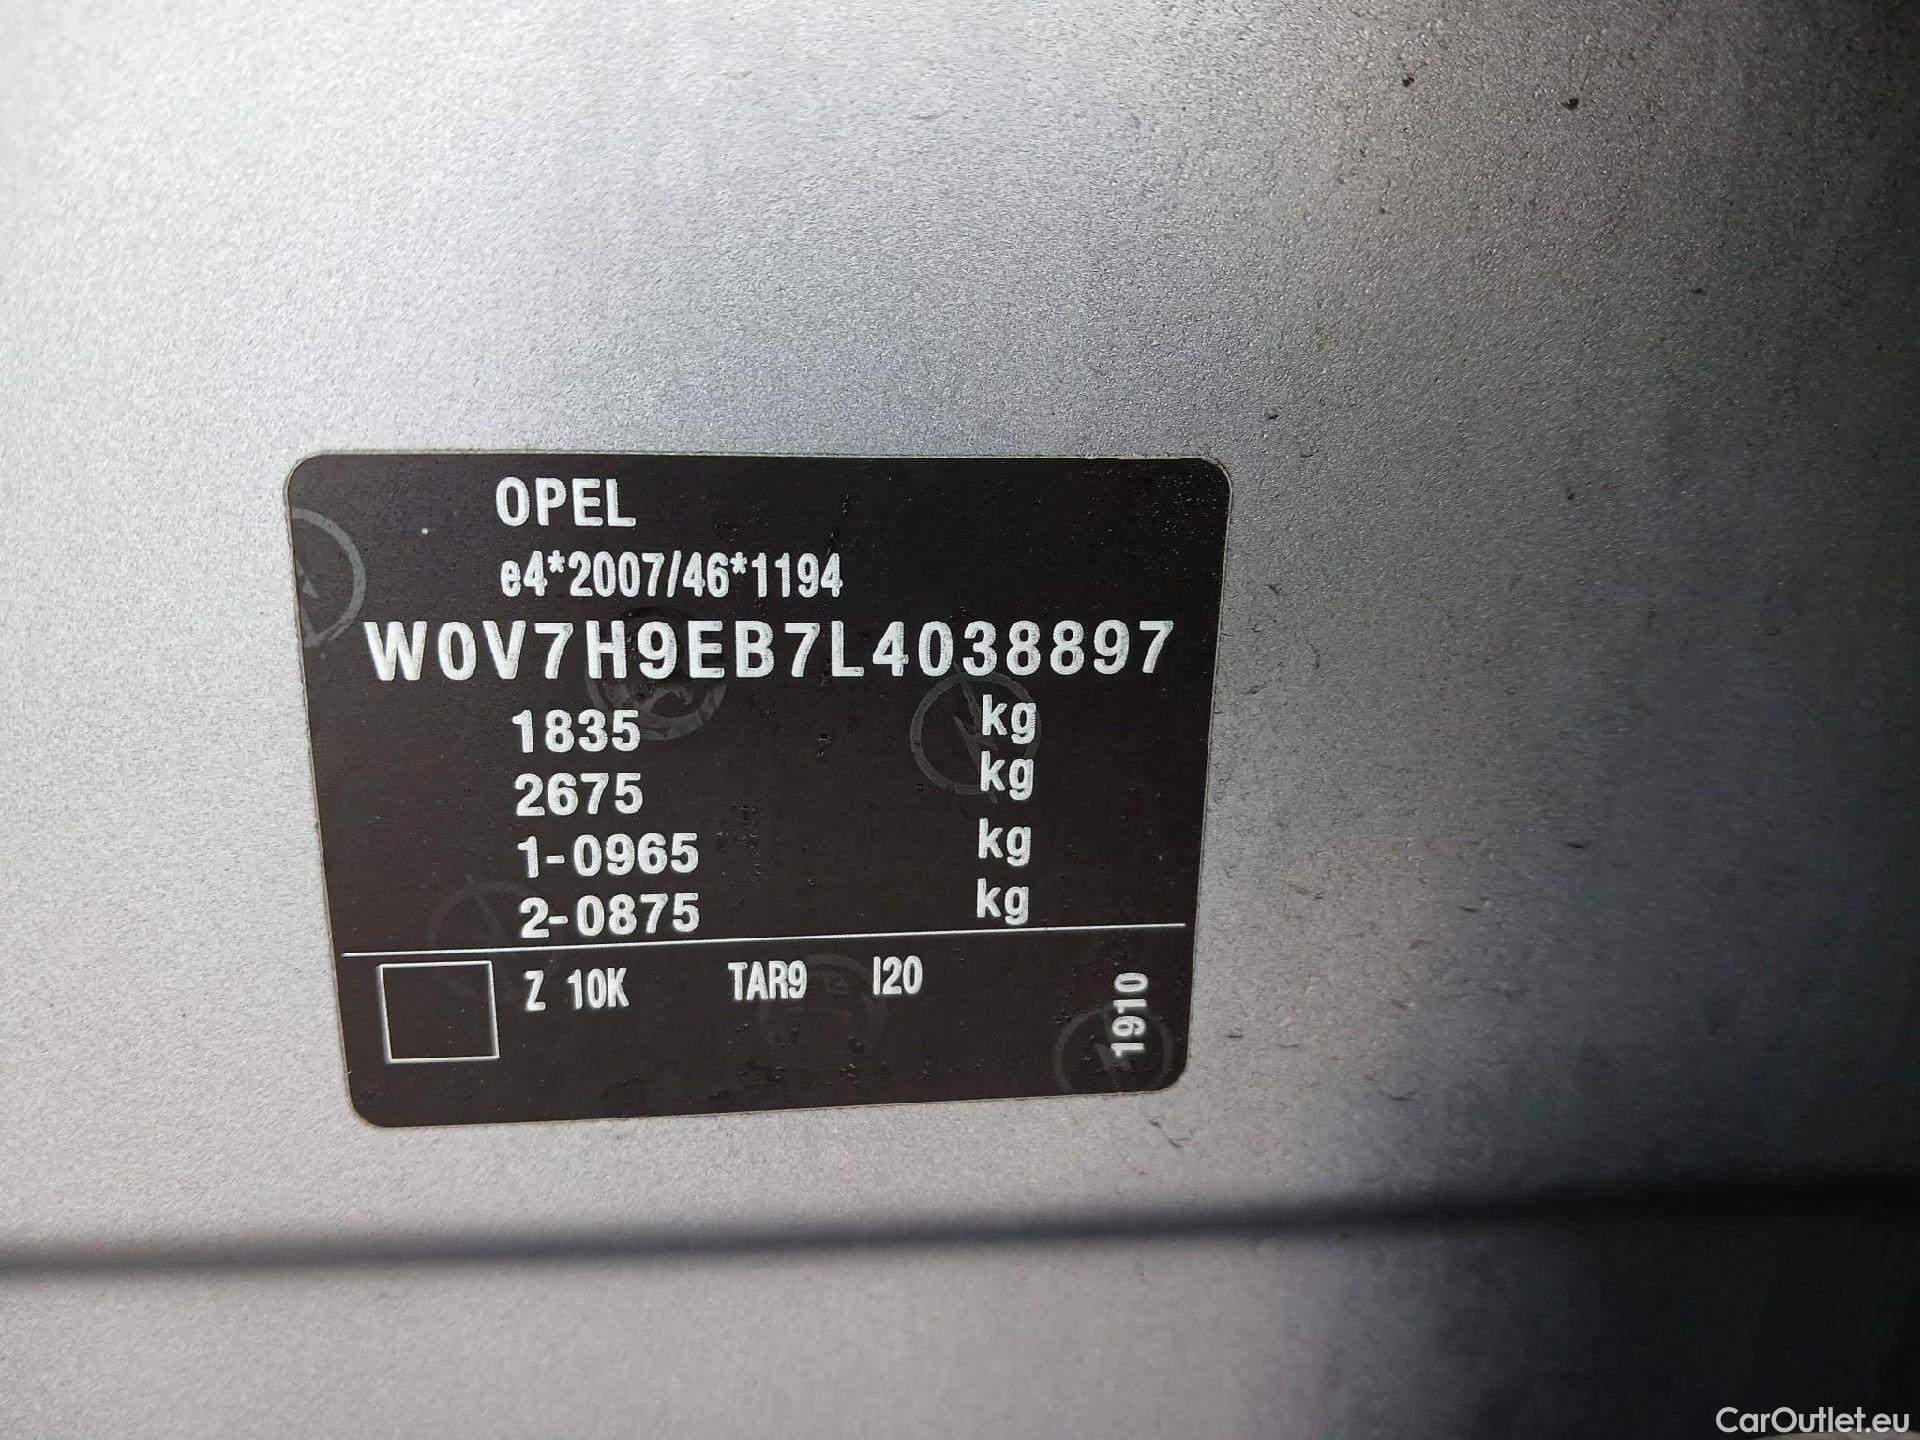 OPEL
e4*2007/46*1194
W0V7H9EB7L4038897
1835 kg
2675 kg
1-0965 kg
2-0875 kg
Z 10K TAR9 I20
1910
CarOutlet.eu